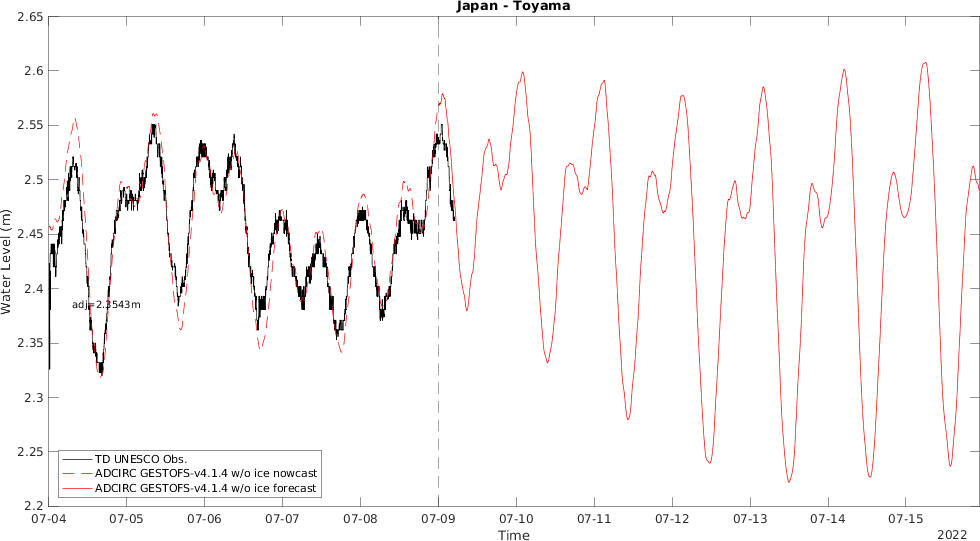 Japan - Toyama
2.65
2.6
2.55
2.5
2.45
2.4
2.35
2.3
2.25
2.2
Water Level (m)
adj=2.3543m
TD UNESCO Obs.
ADCIRC GESTOFS-v4.1.4 w/o ice nowcast
ADCIRC GESTOFS-v4.1.4 w/o ice forecast
07-04 07-05 07-06 07-07 07-08 07-09 07-10 07-11 07-12 07-13 07-14 07-15
Time
2022